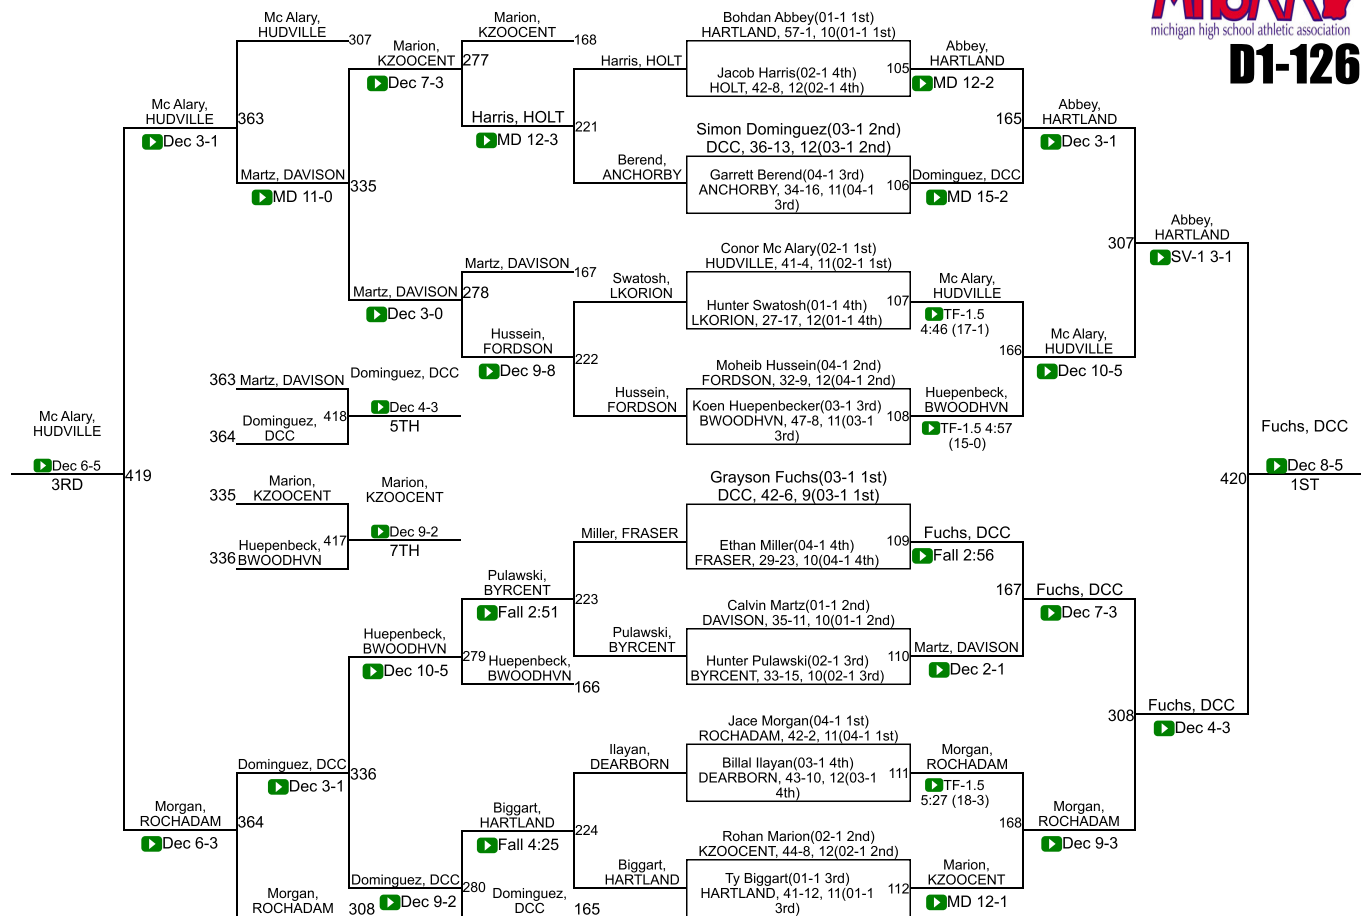 michigan high school athletic association
D1-126
Mc Alary,
HUDVILLE
307
Marion,
KZOOCENT
277
Dec 7-3
Marion,
KZOOCENT
168
Harris, HOLT
MD 12-3
221
Harris, HOLT
Berend,
ANCHORBY
Bohdan Abbey(01-1 1st)
HARTLAND, 57-1, 10(01-1 1st)
Jacob Harris(02-1 4th)
HOLT, 42-8, 12(02-1 4th)
105
Abbey,
HARTLAND
MD 12-2
Simon Dominguez(03-1 2nd)
DCC, 36-13, 12(03-1 2nd)
Garrett Berend(04-1 3rd)
ANCHORBY, 34-16, 11(04-1
3rd)
106
Dominguez, DCC
MD 15-2
165
Abbey,
HARTLAND
Dec 3-1
Mc Alary,
HUDVILLE
Dec 3-1
363
Martz, DAVISON
MD 11-0
335
Martz, DAVISON
278
Dec 3-0
Martz, DAVISON
167
Hussein,
FORDSON
Dec 9-8
222
Swatosh,
LKORION
Hussein,
FORDSON
Conor Mc Alary(02-1 1st)
HUDVILLE, 41-4, 11(02-1 1st)
Hunter Swatosh(01-1 4th)
LKORION, 27-17, 12(01-1 4th)
107
Mc Alary,
HUDVILLE
TF-1.5
4:46 (17-1)
Moheib Hussein(04-1 2nd)
FORDSON, 32-9, 12(04-1 2nd)
Koen Huepenbecker(03-1 3rd)
BWOODHVN, 47-8, 11(03-1
3rd)
108
Huepenbeck,
BWOODHVN
TF-1.5 4:57
(15-0)
166
Mc Alary,
HUDVILLE
Dec 10-5
307
Abbey,
HARTLAND
SV-1 3-1
363
Martz, DAVISON
364
Dominguez,
DCC
418
Dominguez, DCC
Dec 4-3
5TH
Mc Alary,
HUDVILLE
Dec 6-5
3RD
419
335
Marion,
KZOOCENT
336
Huepenbeck,
BWOODHVN
417
Marion,
KZOOCENT
Dec 9-2
7TH
Fuchs, DCC
Dec 8-5
1ST
420
Grayson Fuchs(03-1 1st)
DCC, 42-6, 9(03-1 1st)
Ethan Miller(04-1 4th)
FRASER, 29-23, 10(04-1 4th)
109
Fuchs, DCC
Fall 2:56
Miller, FRASER
Pulawski,
BYRCENT
Fall 2:51
223
Pulawski,
BYRCENT
Calvin Martz(01-1 2nd)
DAVISON, 35-11, 10(01-1 2nd)
Hunter Pulawski(02-1 3rd)
BYRCENT, 33-15, 10(02-1 3rd)
110
Martz, DAVISON
Dec 2-1
167
Fuchs, DCC
Dec 7-3
Huepenbeck,
BWOODHVN
Dec 10-5
279
Huepenbeck,
BWOODHVN
166
308
Fuchs, DCC
Dec 4-3
Jace Morgan(04-1 1st)
ROCHADAM, 42-2, 11(04-1 1st)
Billal Ilayan(03-1 4th)
DEARBORN, 43-10, 12(03-1
4th)
111
Morgan,
ROCHADAM
TF-1.5
5:27 (18-3)
Ilayan,
DEARBORN
Dominguez, DCC
Dec 3-1
336
Morgan,
ROCHADAM
Dec 6-3
364
Biggart,
HARTLAND
Fall 4:25
224
Biggart,
HARTLAND
Rohan Marion(02-1 2nd)
KZOOCENT, 44-8, 12(02-1 2nd)
Ty Biggart(01-1 3rd)
HARTLAND, 41-12, 11(01-1
3rd)
112
Marion,
KZOOCENT
MD 12-1
168
Morgan,
ROCHADAM
Dec 9-3
Morgan,
ROCHADAM
308
Dominguez, DCC
Dec 9-2
280
Dominguez,
DCC
165